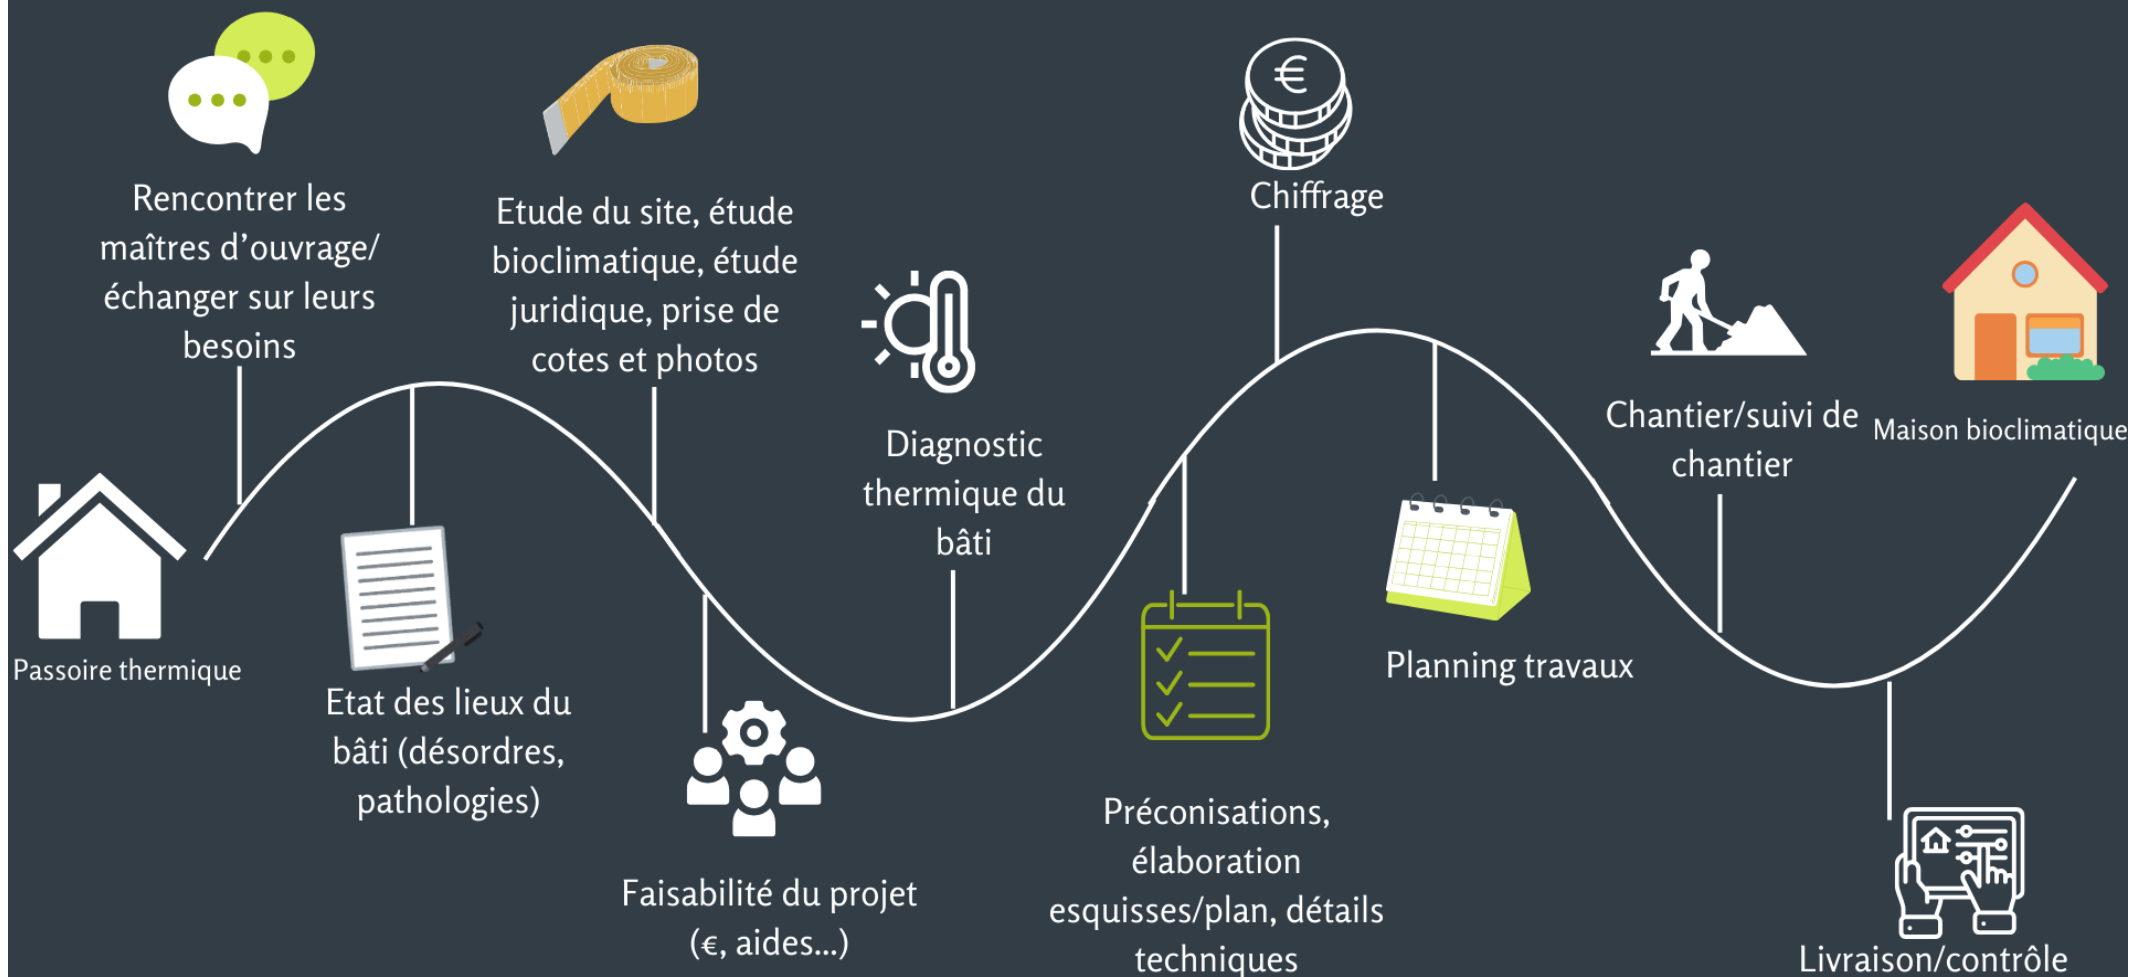 Rencontrer les
maîtres d’ouvrage/
échanger sur leurs
besoins
Etude du site, étude
bioclimatique, étude
juridique, prise de
cotes et photos
Diagnostic
thermique du
bâti
€
Chiffrage
Chantier/suivi de
chantier
Maison bioclimatique
Passoire thermique
Etat des lieux du
bâti (désordres,
pathologies)
Faisabilité du projet
(€, aides...)
Préconisations,
élaboration
esquisses/plan, détails
techniques
Planning travaux
Livraison/contrôle